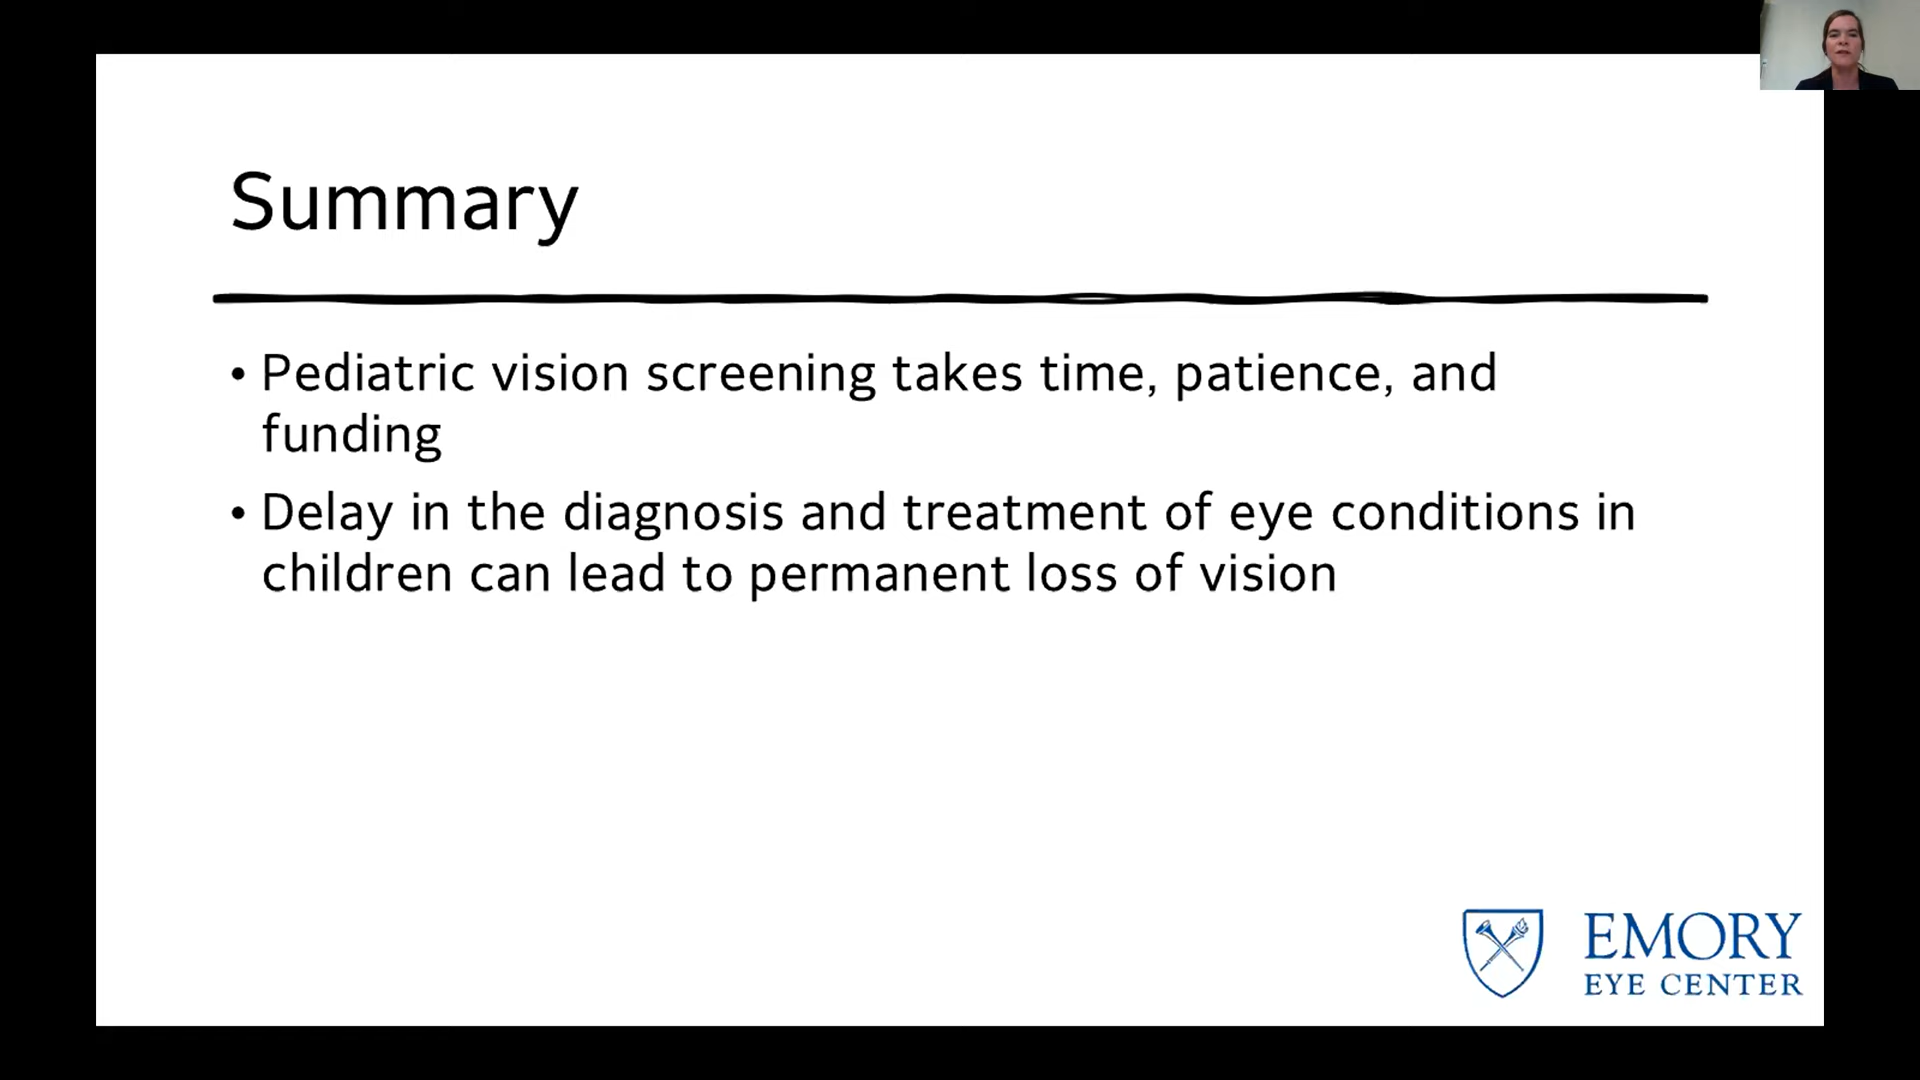 Summary
• Pediatric vision screening takes time, patience, and
funding
• Delay in the diagnosis and treatment of eye conditions in
children can lead to permanent loss of vision
EMORY
EYE CENTER